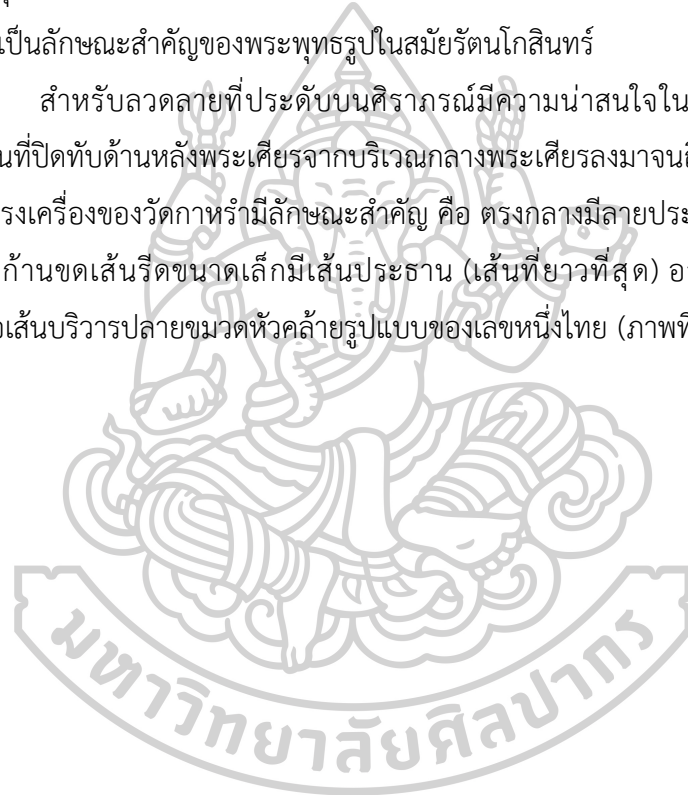 เป็นลักษณะสำคัญของพระพุทธรูปในสมัยรัตนโกสินทร์
สำหรับลวดลายที่ประดับบนศิราภรณ์มีความน่าสนใจใน
นที่ปิดทับด้านหลังพระเศียรจากบริเวณกลางพระเศียรลงมาจน
รงเครื่องของวัดกาหรำมีลักษณะสำคัญ คือ ตรงกลางมีลายประ
ก้านขดเส้นรีดขนาดเล็กมีเส้นประธาน (เส้นที่ยาวที่สุด) อ
เส้นบริวารปลายขมวดหัวคล้ายรูปแบบของเลขหนึ่งไทย (ภาพที่
มหาวิทยาลัยศิลปากร